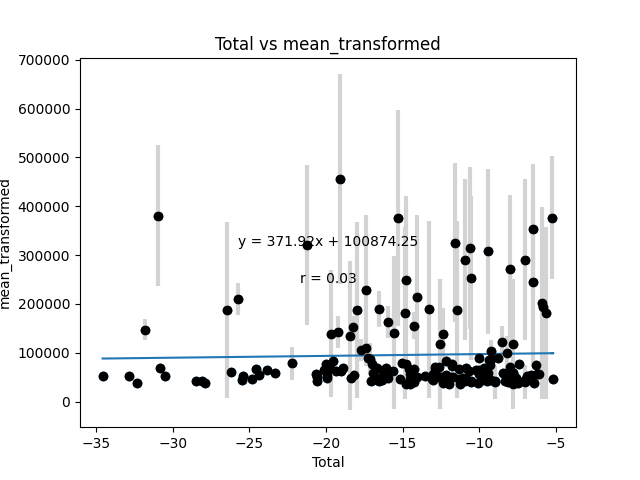 Total vs mean_transformed
700000
600000
500000
400000
300000
200000
100000
0
mean_transformed
y = 371.92x + 100874.25
r = 0.03
−35 −30 −25 −20 −15 −10 −5
Total